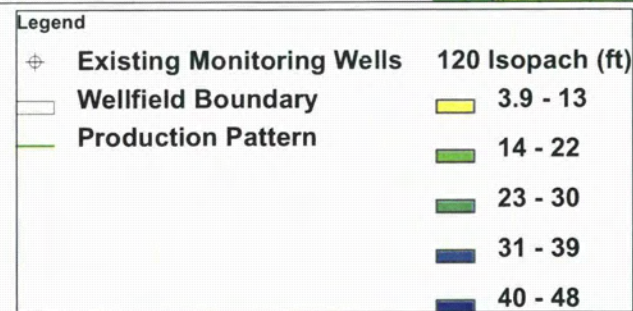 Legend
Existing Monitoring Wells
Wellfield Boundary
Production Pattern
120 Isopach (ft)
3.9 - 13
14 - 22
23 - 30
31 - 39
40 - 48